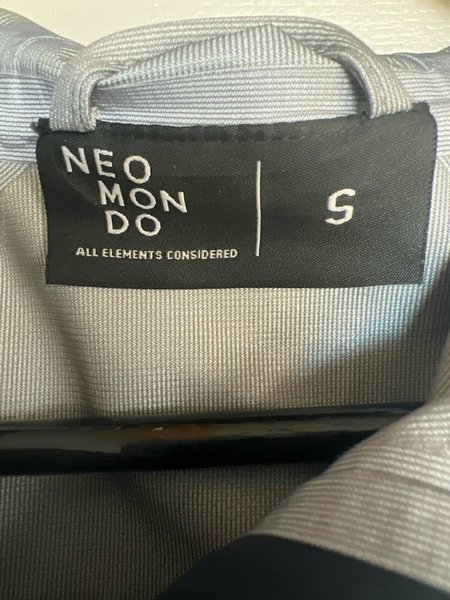 NEO
MON
DO
ALL ELEMENTS CONSIDERED
S